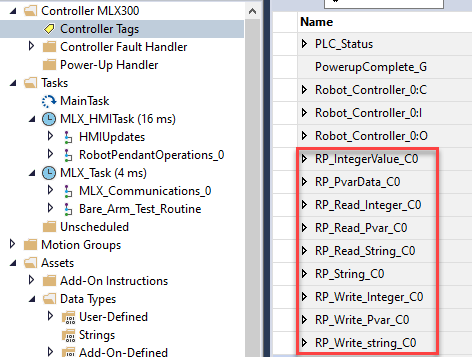 Controller MLX300
Controller Tags
Controller Fault Handler
Power-Up Handler
Tasks
MainTask
MLX_HMITask (16 ms)
HMIUpdates
RobotPendantOperations_0
MLX_Task (4 ms)
MLX_Communications_0
Bare_Arm_Test_Routine
Unscheduled
Motion Groups
Assets
Add-On Instructions
Data Types
User-Defined
Strings
Add-On-Defined
Name
PLC_Status
PowerupComplete_G
Robot_Controller_0:C
Robot_Controller_0:I
Robot_Controller_0:O
RP_IntegerValue_C0
RP_PvarData_C0
RP_Read_Integer_C0
RP_Read_Pvar_C0
RP_Read_String_C0
RP_String_C0
RP_Write_Integer_C0
RP_Write_Pvar_C0
RP_Write_string_C0